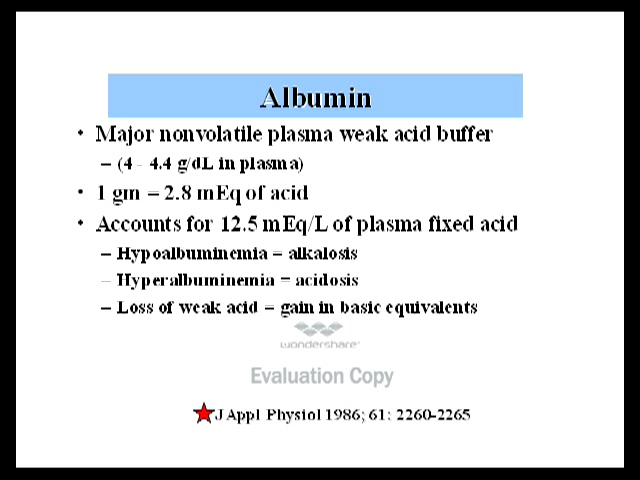 Albumin
• Major nonvolatile plasma weak acid buffer
– (4 - 4.4 g/dL in plasma)
• 1 gm = 2.8 mEq of acid
• Accounts for 12.5 mEq/L of plasma fixed acid
– Hypoalbuminemia = alkalosis
– Hyperalbuminemia = acidosis
– Loss of weak acid = gain in basic equivalents
wondershare
Evaluation Copy
J Appl Physiol 1986; 61: 2260-2265